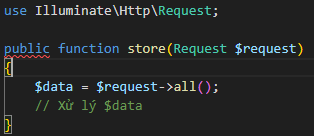 use Illuminate\Http\Request;
public function store(Request $request)
{
$data = $request->all();
// Xử lý $data
}